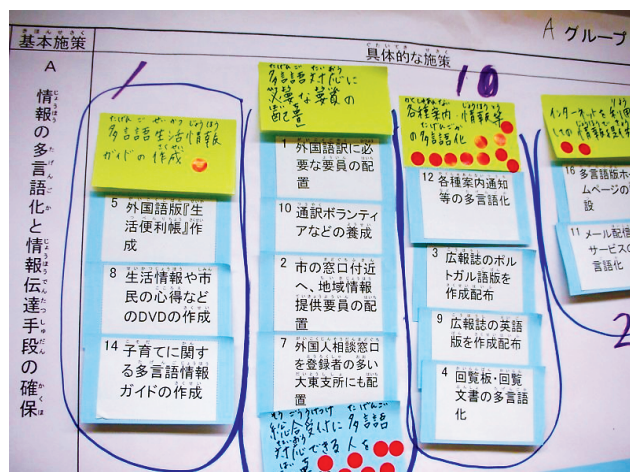 基本施策
具体的な施策
A グループ
A
情報の多言語化と情報伝達手段の確保
1
多言語生活情報
ガイドの作成
5 外国語版『生
活便利帳』作
成
8 生活情報や市
民の心得など
のDVDの作成
14 子育てに関す
る多言語情報
ガイドの作成
多言語対応に
必要な要員の
配置
1 外国語訳に必
要な要員の配
置
10 通訳ボランティ
アなどの養成
2 市の窓口付近
へ、地域情報
提供要員の配
置
7 外国人相談窓口
を登録者の多い
大東支所にも配
置
総合受付に多言語
対応できる人を
10
各種案内・情報等
の多言語化
12 各種案内通知
等の多言語化
3 広報誌のポル
トガル語版を
作成配布
9 広報誌の英語
版を作成配布
4 回覧板・回覧
文書の多言語
化
インターネットを利用
しての情報提供
16 多言語版ホー
ムページの
設
11 メール配信
サービスの
言語化
2